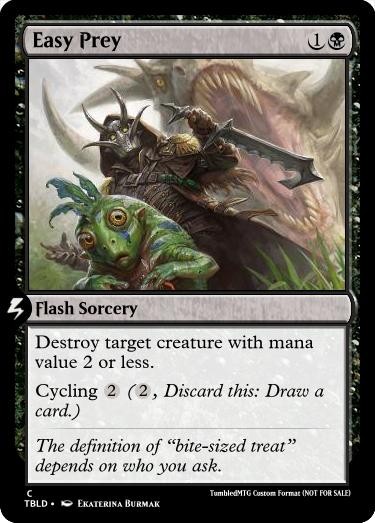 Easy Prey 1
Flash Sorcery
Destroy target creature with mana
value 2 or less.
Cycling 2 (2, Discard this: Draw a
card.)
The definition of “bite-sized treat”
depends on who you ask.
C
TBLD • Ekaterina Burmak
TumbledMTG Custom Format (NOT FOR SALE)